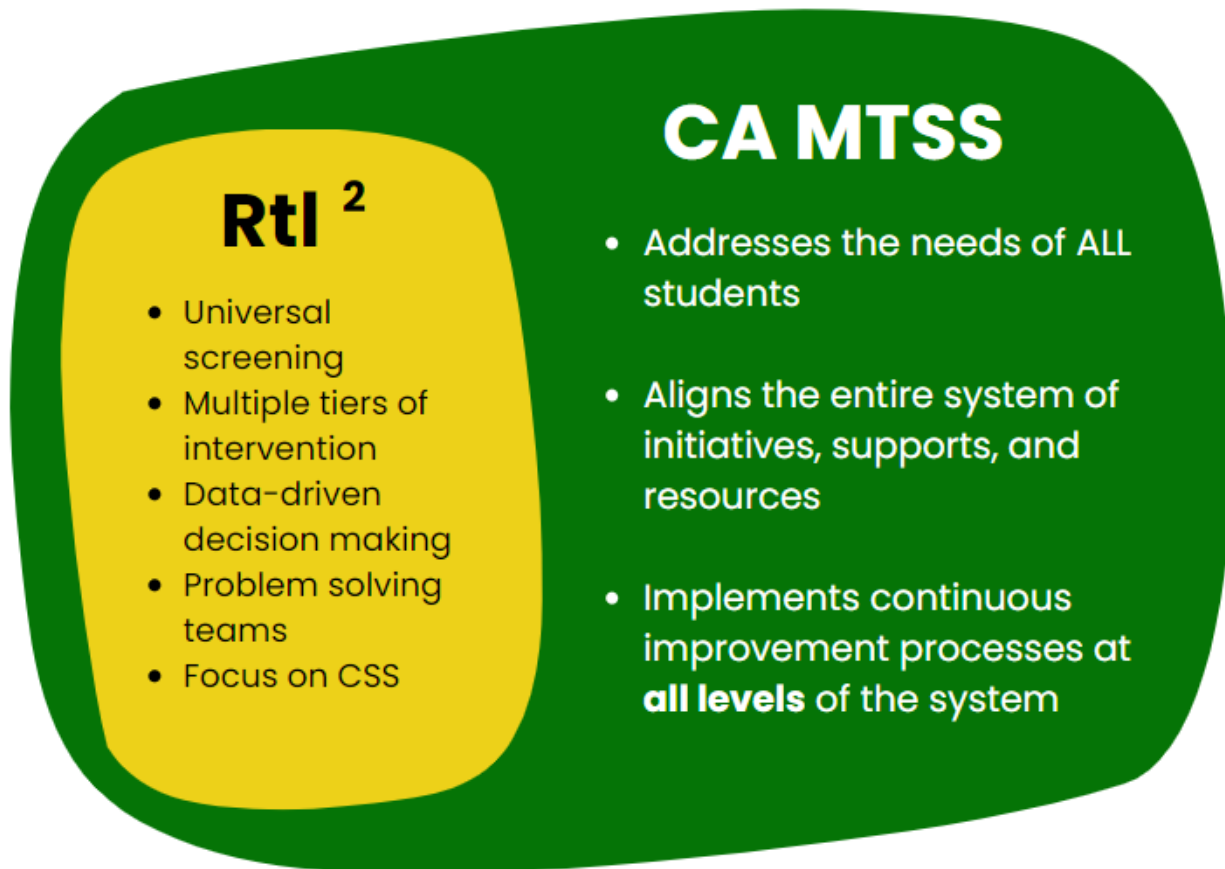 RtI ²
• Universal
screening
• Multiple tiers of
intervention
• Data-driven
decision making
• Problem solving
teams
• Focus on CSS
CA MTSS
• Addresses the needs of ALL
students
• Aligns the entire system of
initiatives, supports, and
resources
• Implements continuous
improvement processes at
all levels of the system